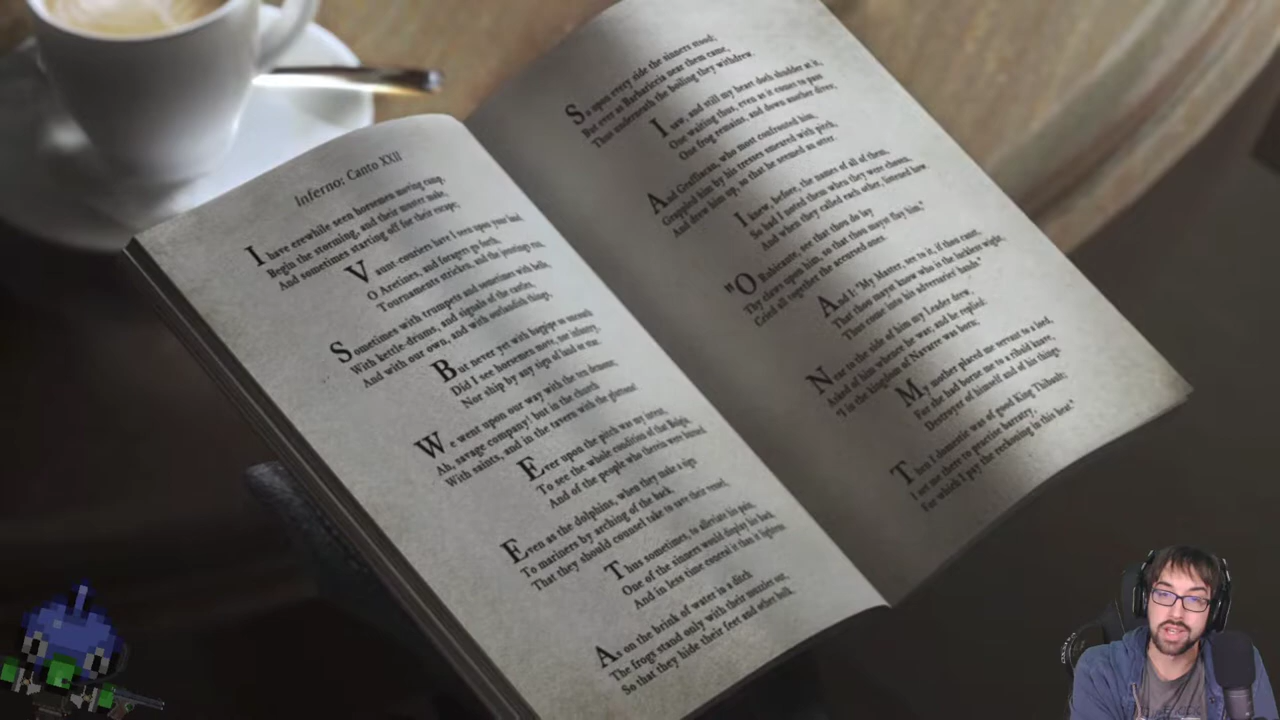 Inferno: Canto XXII
I have erewhile seen horsemen moving camp,
Begin the storming, and their muster make,
And sometimes starting off for their escape;
Vaunt-couriers have I seen upon your land,
O Aretines, and foragers go forth,
Tournaments stricken, and the joustings run,
Sometimes with trumpets and sometimes with bells,
With kettle-drums, and signals of the castles,
And with our own, and with outlandish things,
But never yet with bagpipe so uncouth
Did I see horsemen move, nor infantry,
Nor ship by any sign of land or star.
We went upon our way with the ten demons;
Ah, savage company! but in the church
With saints, and in the tavern with the gluttons!
Ever upon the pitch was my intent,
To see the whole condition of that Bolgia,
And of the people who therein were burned
Even as the dolphins, when they make a sign
To mariners by arching of the back,
That they should counsel take to save their vessel,
Thus sometimes, to alleviate his pain,
One of the sinners would display his back,
And in less time conceal it than it lightens.
As on the brink of water in a ditch
The frogs stand only with their muzzles out,
So that they hide their feet and other bulk.
So upon every side the sinners stood;
But ever as Barbariccia near them came,
Thus underneath the boiling they withdrew.
I saw, and still my heart doth shudder at it,
One waiting thus, even as it comes to pass
One frog remains, and down another dives;
And Graffiacan, who most confronted him,
Grappled him by his tresses smeared with pitch,
And drew him up, so that he seemed an otter.
I knew, before, the names of all of them,
So had I noted them when they were chosen,
And when they called each other, listened how.
"O Rubicante, see that thou do lay
Thy claws upon him, so that thou mayst flay him,"
Cried all together the accursed ones.
And I: "My Master, see to it, if thou canst,
That thou mayst know who is the luckless wight,
Thus come into his adversaries' hands"
Near to the side of him my Leader drew,
Asked of him whence he was; and he replied:
"I in the kingdom of Navarre was born;
My mother placed me servant to a lord,
For she had borne me to a ribald knave,
Destroyer of himself and of his things.
Then I domestic was of good King Thibault;
I set me there to practise barratry,
For which I pay the reckoning in this heat."